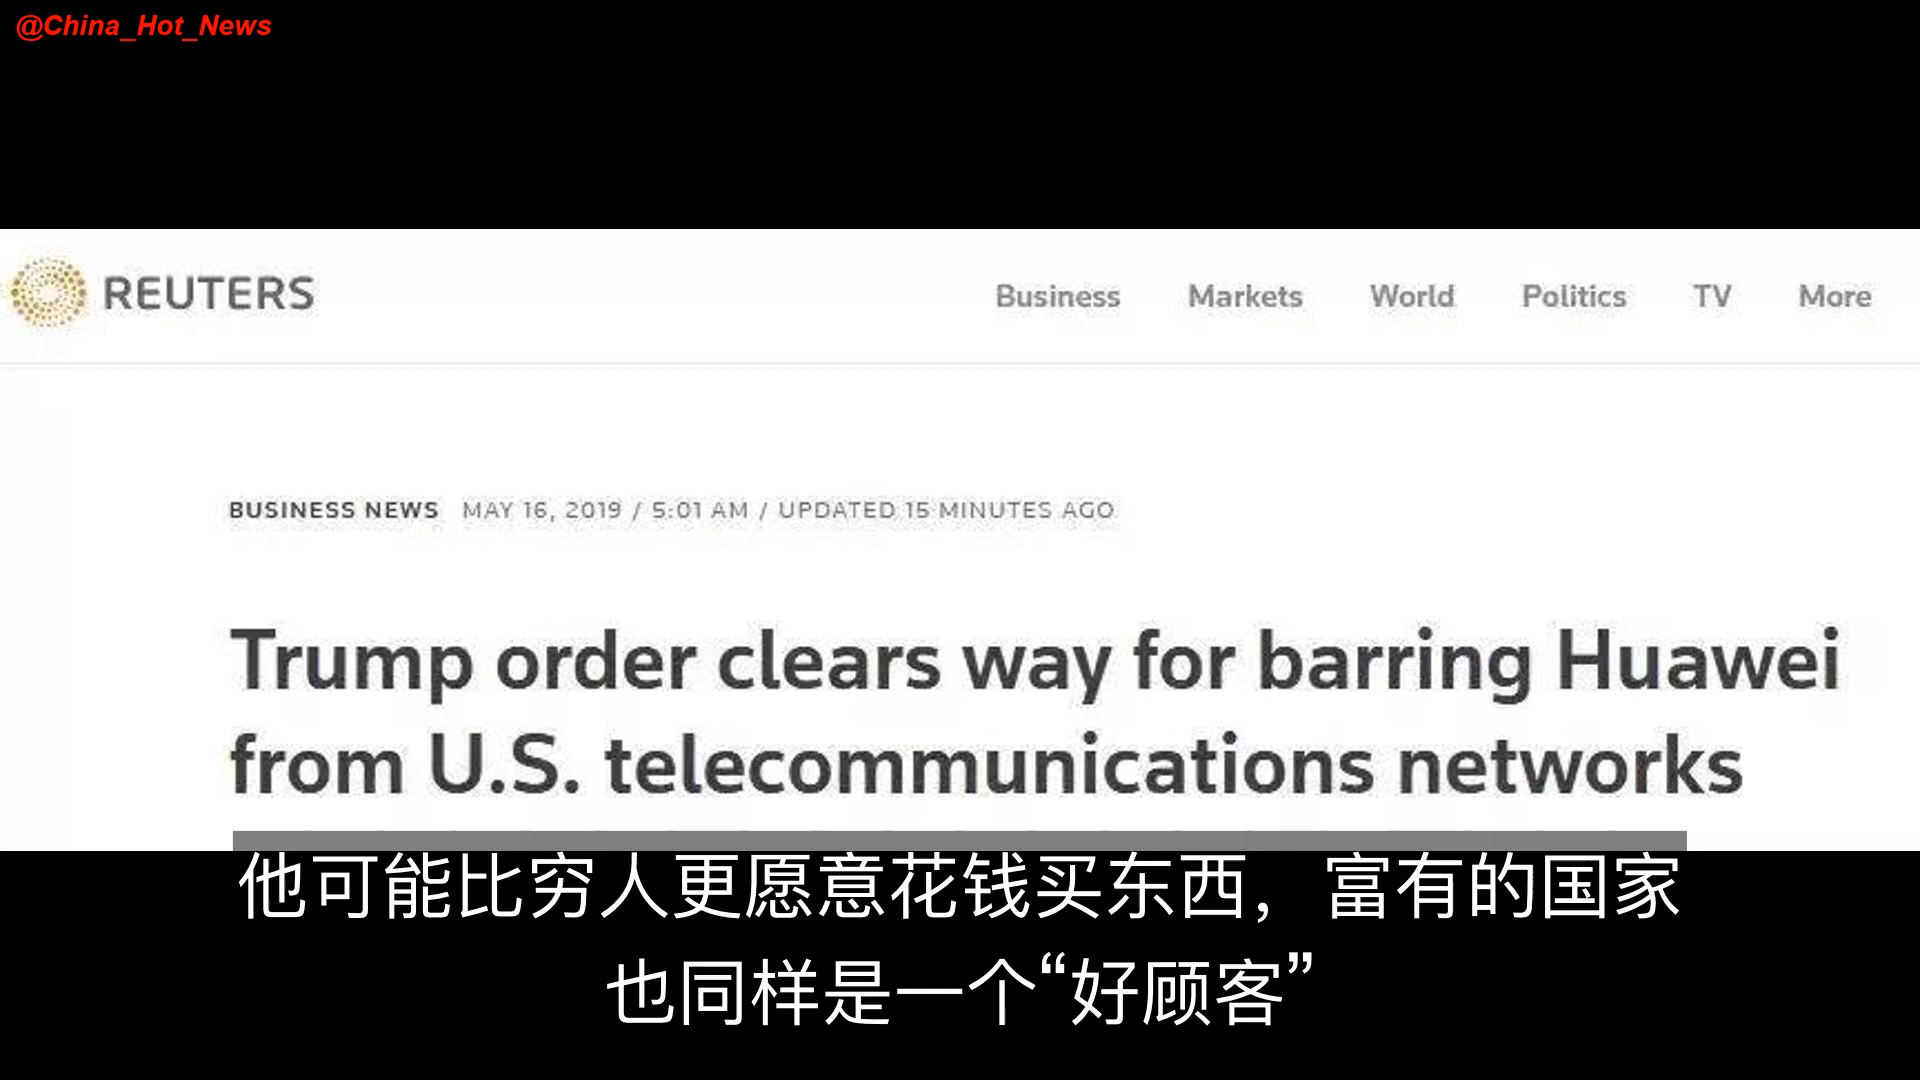 @China_Hot_News
REUTERS
Business Markets World Politics TV More
BUSINESS NEWS MAY 16, 2019 / 5:01 AM / UPDATED 15 MINUTES AGO
Trump order clears way for barring Huawei
from U.S. telecommunications networks
他可能比穷人更愿意花钱买东西，富有的国家
也同样是一个“好顾客”